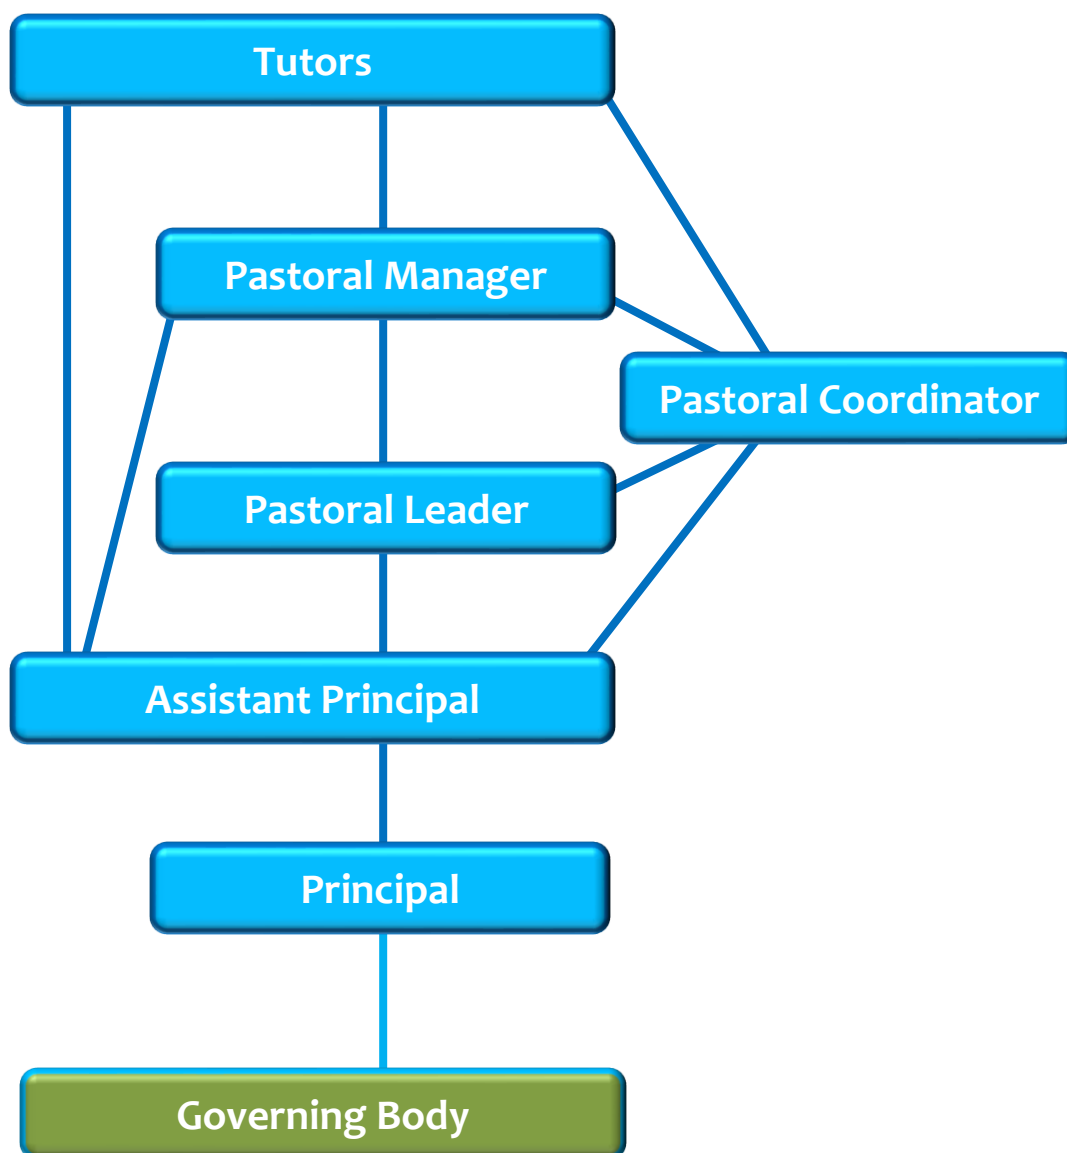 Tutors
Pastoral Manager
Pastoral Coordinator
Pastoral Leader
Assistant Principal
Principal
Governing Body